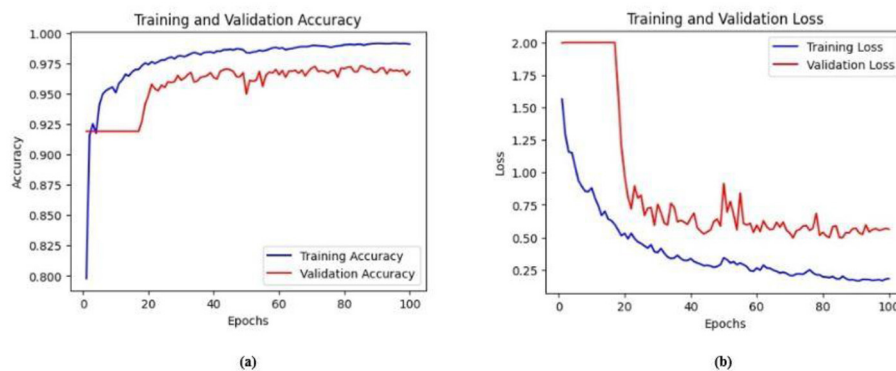 Training and Validation Accuracy
1.000
0.975
0.950
0.925
0.900
0.875
0.850
0.825
0.800
Accuracy
Training Accuracy
Validation Accuracy
0 20 40 60 80 100
Epochs
(a)
Training and Validation Loss
2.00
1.75
1.50
1.25
1.00
0.75
0.50
0.25
Loss
Training Loss
Validation Loss
0 20 40 60 80 100
Epochs
(b)